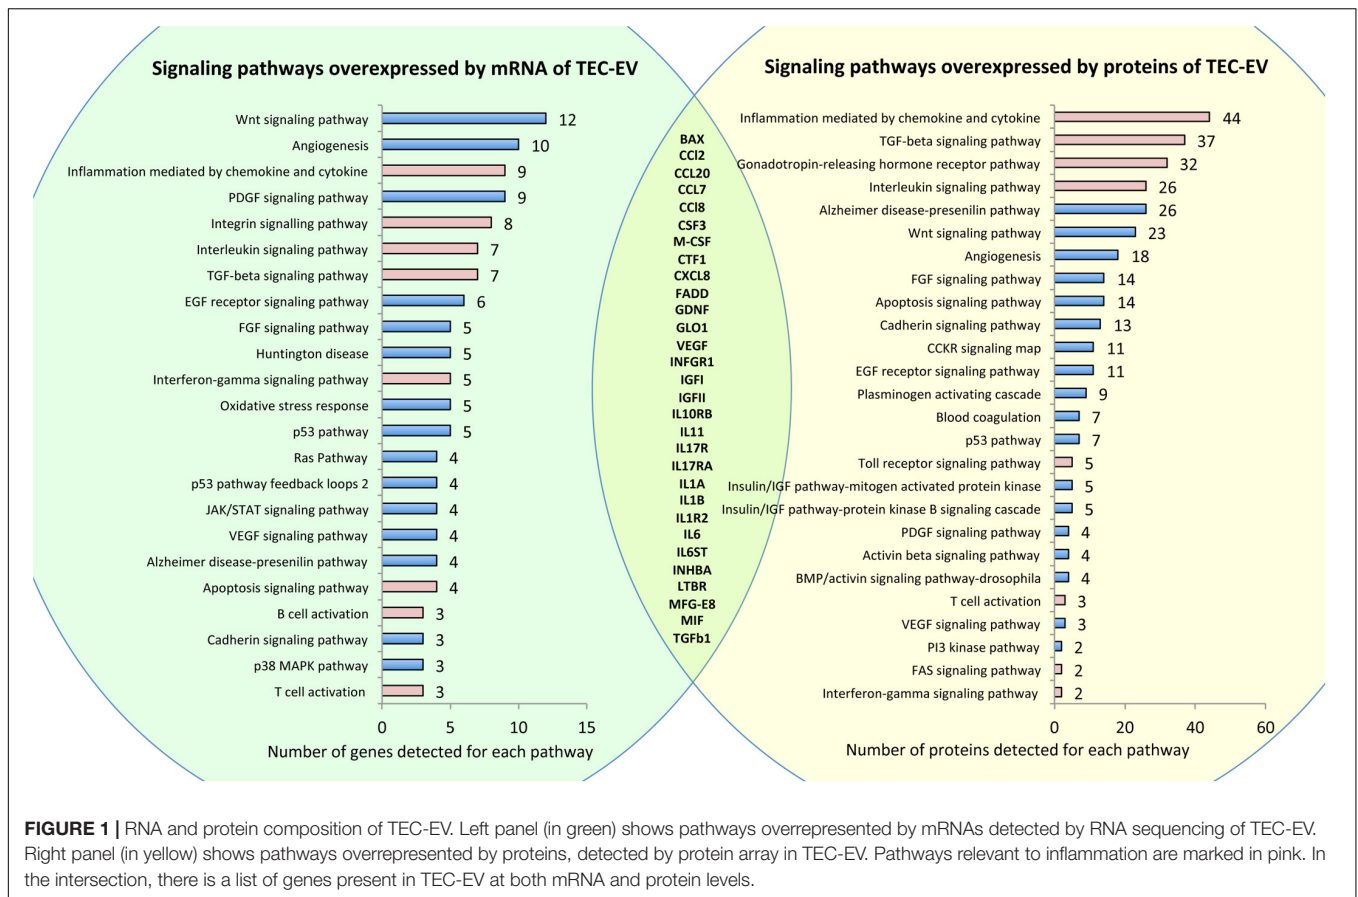 Signaling pathways overexpressed by mRNA of TEC-EV
Wnt signaling pathway 12
Angiogenesis 10
Inflammation mediated by chemokine and cytokine 9
PDGF signaling pathway 9
Integrin signalling pathway 8
Interleukin signaling pathway 7
TGF-beta signaling pathway 7
EGF receptor signaling pathway 6
FGF signaling pathway 5
Huntington disease 5
Interferon-gamma signaling pathway 5
Oxidative stress response 5
p53 pathway 5
Ras Pathway 4
p53 pathway feedback loops 2 4
JAK/STAT signaling pathway 4
VEGF signaling pathway 4
Alzheimer disease-presenilin pathway 4
Apoptosis signaling pathway 4
B cell activation 3
Cadherin signaling pathway 3
p38 MAPK pathway 3
T cell activation 3
0 5 10 15
Number of genes detected for each pathway
BAX
CCl2
CCL20
CCL7
CCl8
CSF3
M-CSF
CTF1
CXCL8
FADD
GDNF
GLO1
VEGF
INFGR1
IGFI
IGFII
IL10RB
IL11
IL17R
IL17RA
IL1A
IL1B
IL1R2
IL6
IL6ST
INHBA
LTBR
MFG-E8
MIF
TGFb1
Signaling pathways overexpressed by proteins of TEC-EV
Inflammation mediated by chemokine and cytokine 44
TGF-beta signaling pathway 37
Gonadotropin-releasing hormone receptor pathway 32
Interleukin signaling pathway 26
Alzheimer disease-presenilin pathway 26
Wnt signaling pathway 23
Angiogenesis 18
FGF signaling pathway 14
Apoptosis signaling pathway 14
Cadherin signaling pathway 13
CCKR signaling map 11
EGF receptor signaling pathway 11
Plasminogen activating cascade 9
Blood coagulation 7
p53 pathway 7
Toll receptor signaling pathway 5
Insulin/IGF pathway-mitogen activated protein kinase 5
Insulin/IGF pathway-protein kinase B signaling cascade 5
PDGF signaling pathway 4
Activin beta signaling pathway 4
BMP/activin signaling pathway-drosophila 4
T cell activation 3
VEGF signaling pathway 3
PI3 kinase pathway 2
FAS signaling pathway 2
Interferon-gamma signaling pathway 2
0 20 40 60
Number of proteins detected for each pathway
FIGURE 1 | RNA and protein composition of TEC-EV. Left panel (in green) shows pathways overrepresented by mRNAs detected by RNA sequencing of TEC-EV.
Right panel (in yellow) shows pathways overrepresented by proteins, detected by protein array in TEC-EV. Pathways relevant to inflammation are marked in pink. In
the intersection, there is a list of genes present in TEC-EV at both mRNA and protein levels.